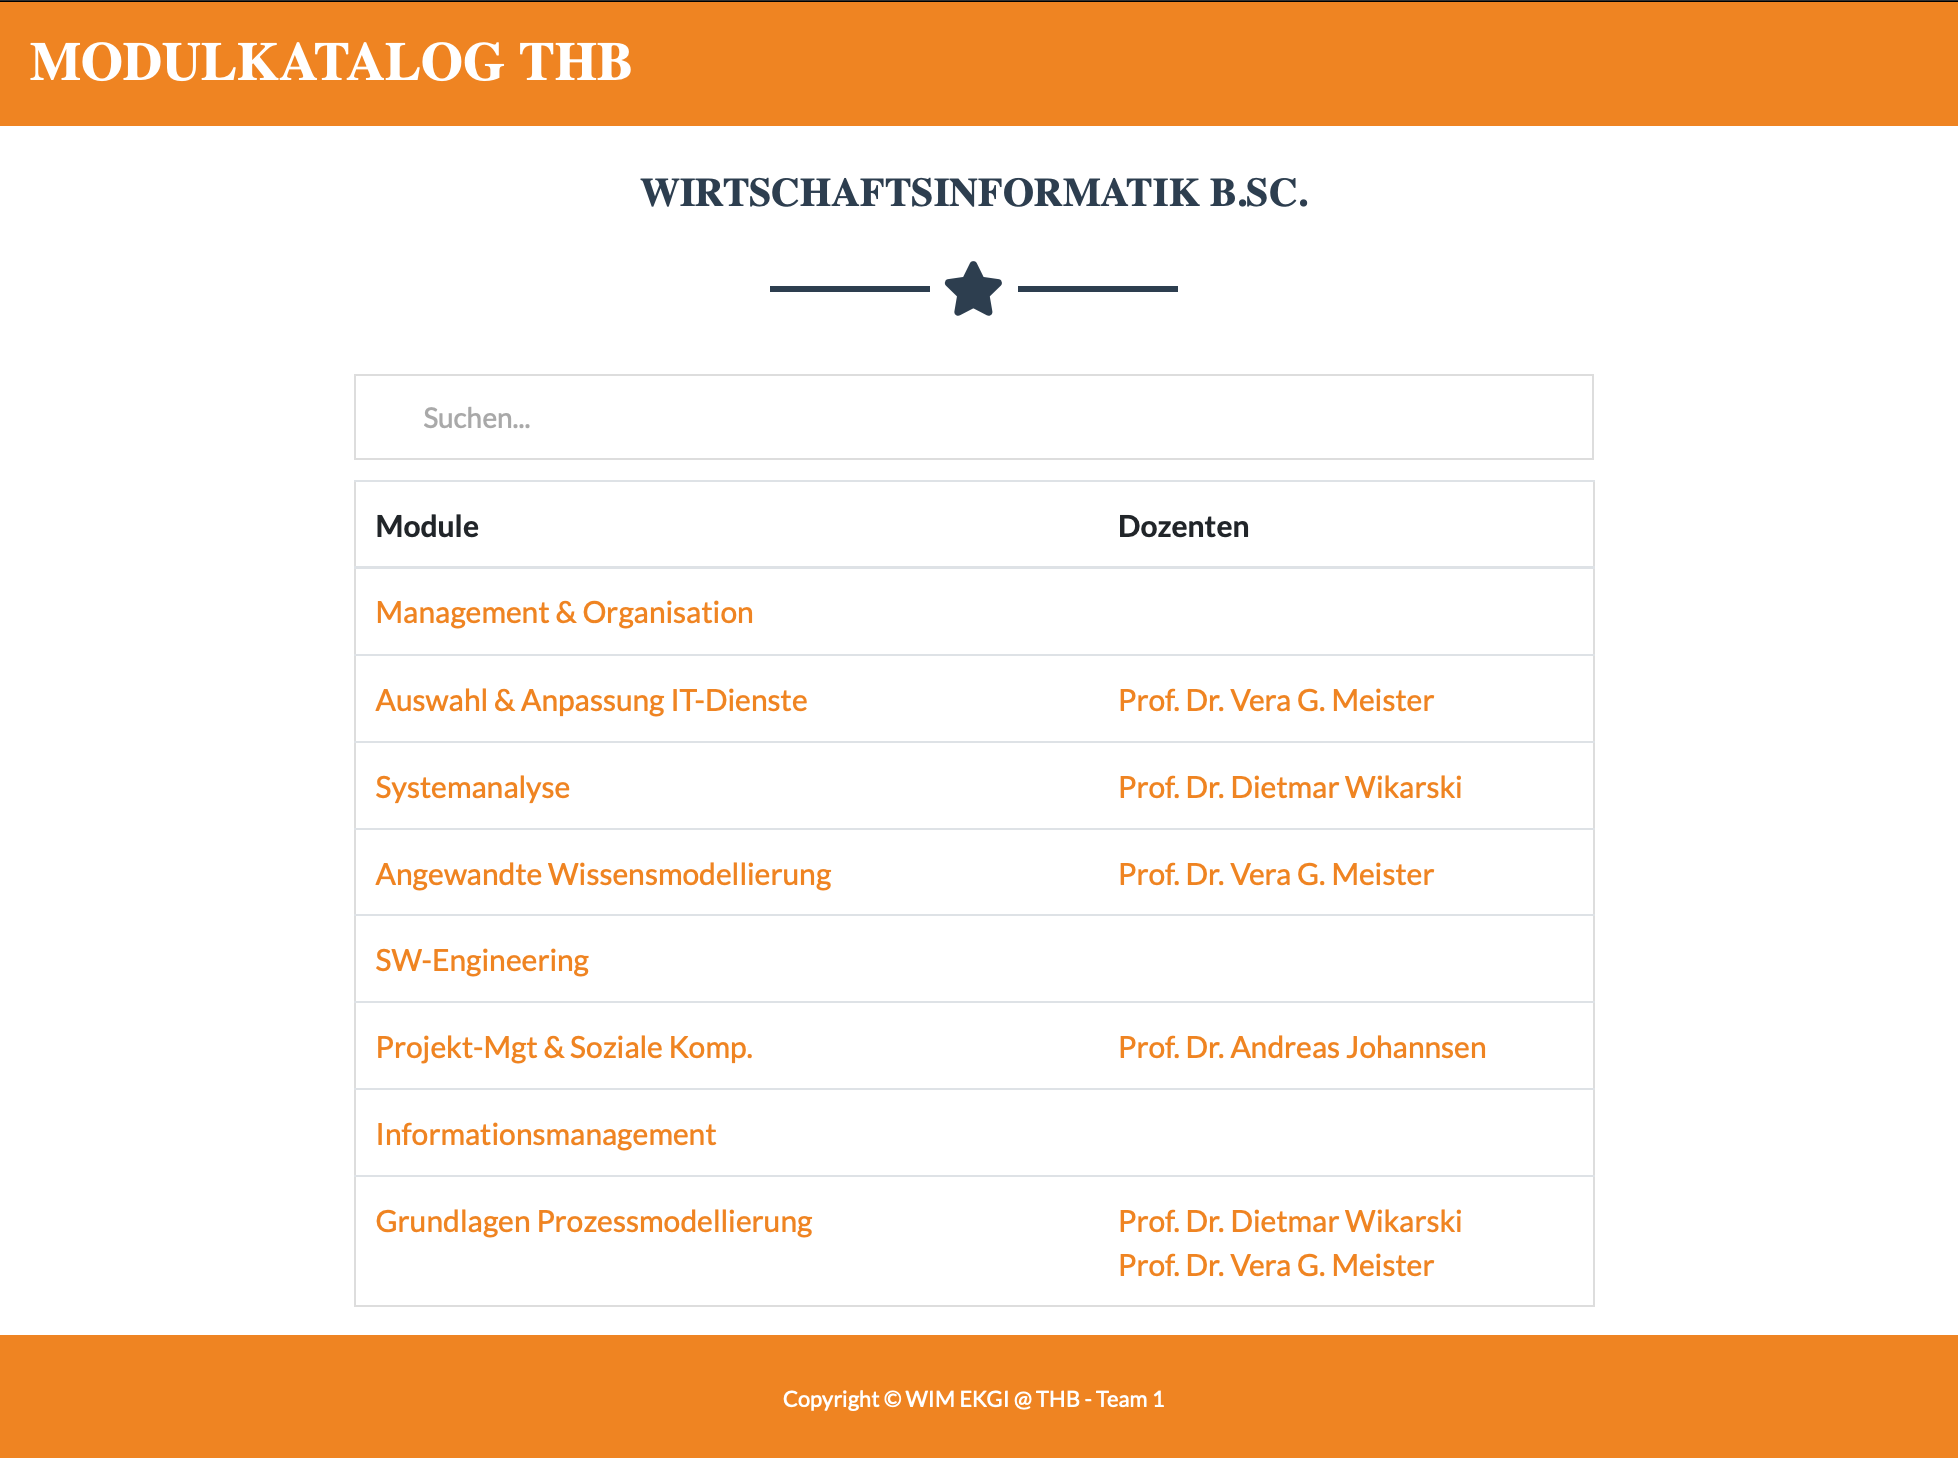 MODULKATALOG THB
WIRTSCHAFTSINFORMATIK B.SC.
Suchen...
Module Dozenten
Management & Organisation
Auswahl & Anpassung IT-Dienste Prof. Dr. Vera G. Meister
Systemanalyse Prof. Dr. Dietmar Wikarski
Angewandte Wissensmodellierung Prof. Dr. Vera G. Meister
SW-Engineering
Projekt-Mgt & Soziale Komp. Prof. Dr. Andreas Johannsen
Informationsmanagement
Grundlagen Prozessmodellierung Prof. Dr. Dietmar Wikarski
Prof. Dr. Vera G. Meister
Copyright © WIM EKGI @ THB - Team 1